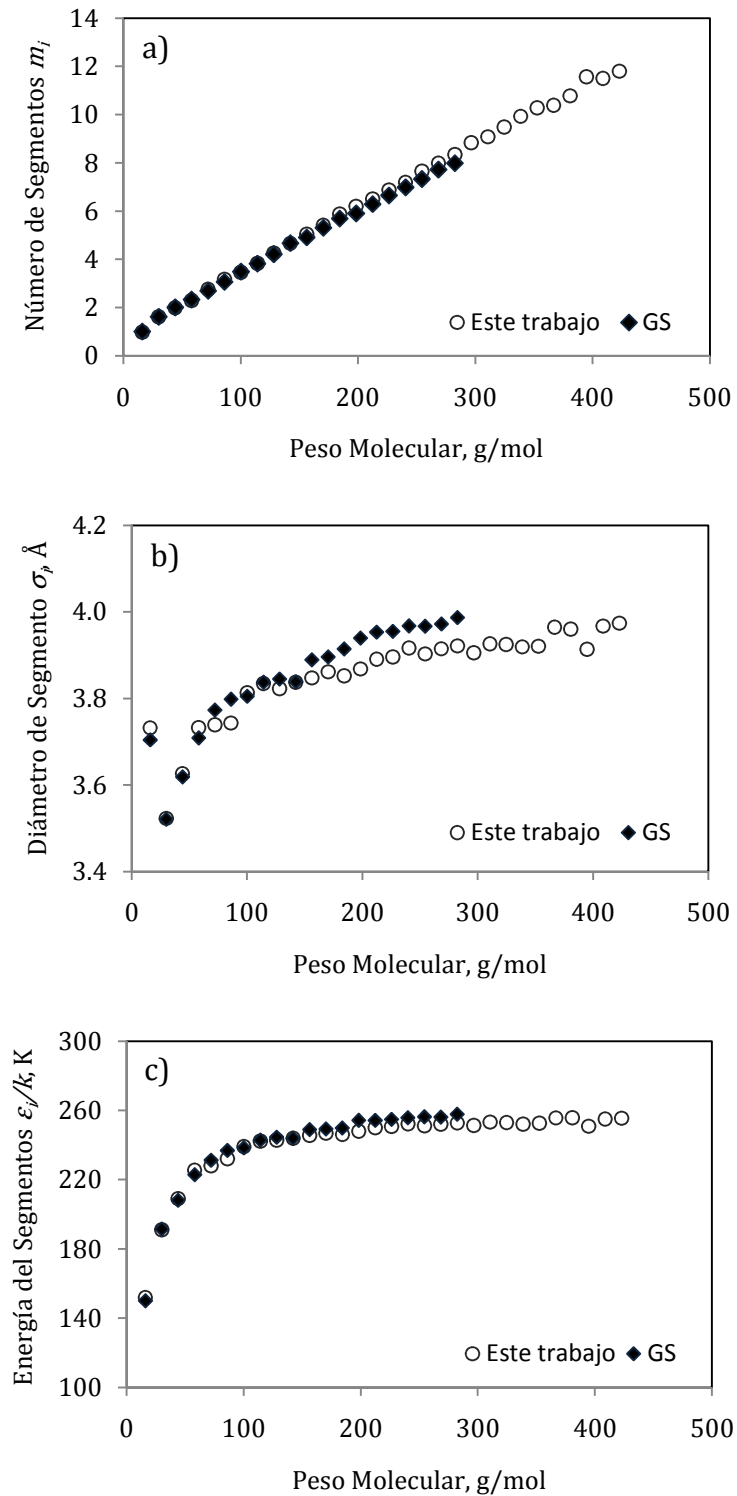 a)
Número de Segmentos mᵢ
14
12
10
8
6
4
2
0
Este trabajo GS
0 100 200 300 400 500
Peso Molecular, g/mol
b)
Diámetro de Segmento σᵢ, Å
4.2
4.0
3.8
3.6
3.4
Este trabajo GS
0 100 200 300 400 500
Peso Molecular, g/mol
c)
Energía del Segmentos εᵢ/k, K
300
260
220
180
140
100
Este trabajo GS
0 100 200 300 400 500
Peso Molecular, g/mol